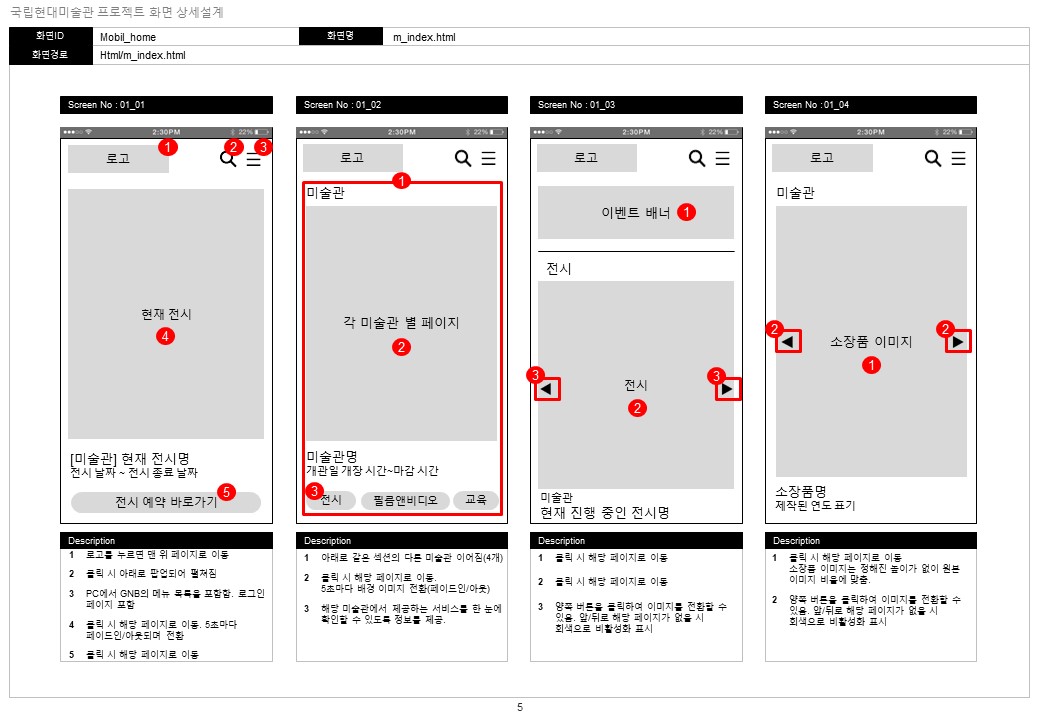 국립현대미술관 프로젝트 화면 상세설계
화면ID
Mobil_home
화면명
m_index.html
화면경로
Html/m_index.html
Screen No : 01_01
2:30PM
22%
로고
1
2
3
현재 전시
4
[미술관] 현재 전시명
전시 날짜 ~ 전시 종료 날짜
전시 예약 바로가기
5
Description
1 로고를 누르면 맨 위 페이지로 이동
2 클릭 시 아래로 팝업되어 펼쳐짐
3 PC에서 GNB의 메뉴 목록을 포함함. 로그인
페이지 포함
4 클릭 시 해당 페이지로 이동. 5초마다
페이드인/아웃되며 전환
5 클릭 시 해당 페이지로 이동
Screen No : 01_02
2:30PM
22%
로고
1
미술관
각 미술관 별 페이지
2
미술관명
개관일 개장 시간~마감 시간
3
전시
필름앤비디오
교육
Description
1 아래로 같은 섹션의 다른 미술관 이어짐(4개)
2 클릭 시 해당 페이지로 이동.
5초마다 배경 이미지 전환(페이드인/아웃)
3 해당 미술관에서 제공하는 서비스를 한 눈에
확인할 수 있도록 정보를 제공.
Screen No : 01_03
2:30PM
22%
로고
이벤트 배너
1
전시
3
◀
전시
2
3
▶
미술관
현재 진행 중인 전시명
Description
1 클릭 시 해당 페이지로 이동
2 클릭 시 해당 페이지로 이동
3 양쪽 버튼을 클릭하여 이미지를 전환할 수
있음. 앞/뒤로 해당 페이지가 없을 시
회색으로 비활성화 표시
Screen No :01_04
2:30PM
22%
로고
미술관
2
◀
소장품 이미지
1
2
▶
소장품명
제작된 연도 표기
Description
1 클릭 시 해당 페이지로 이동
소장품 이미지는 정해진 높이가 없이 원본
이미지 비율에 맞춤.
2 양쪽 버튼을 클릭하여 이미지를 전환할 수
있음. 앞/뒤로 해당 페이지가 없을 시
회색으로 비활성화 표시
5